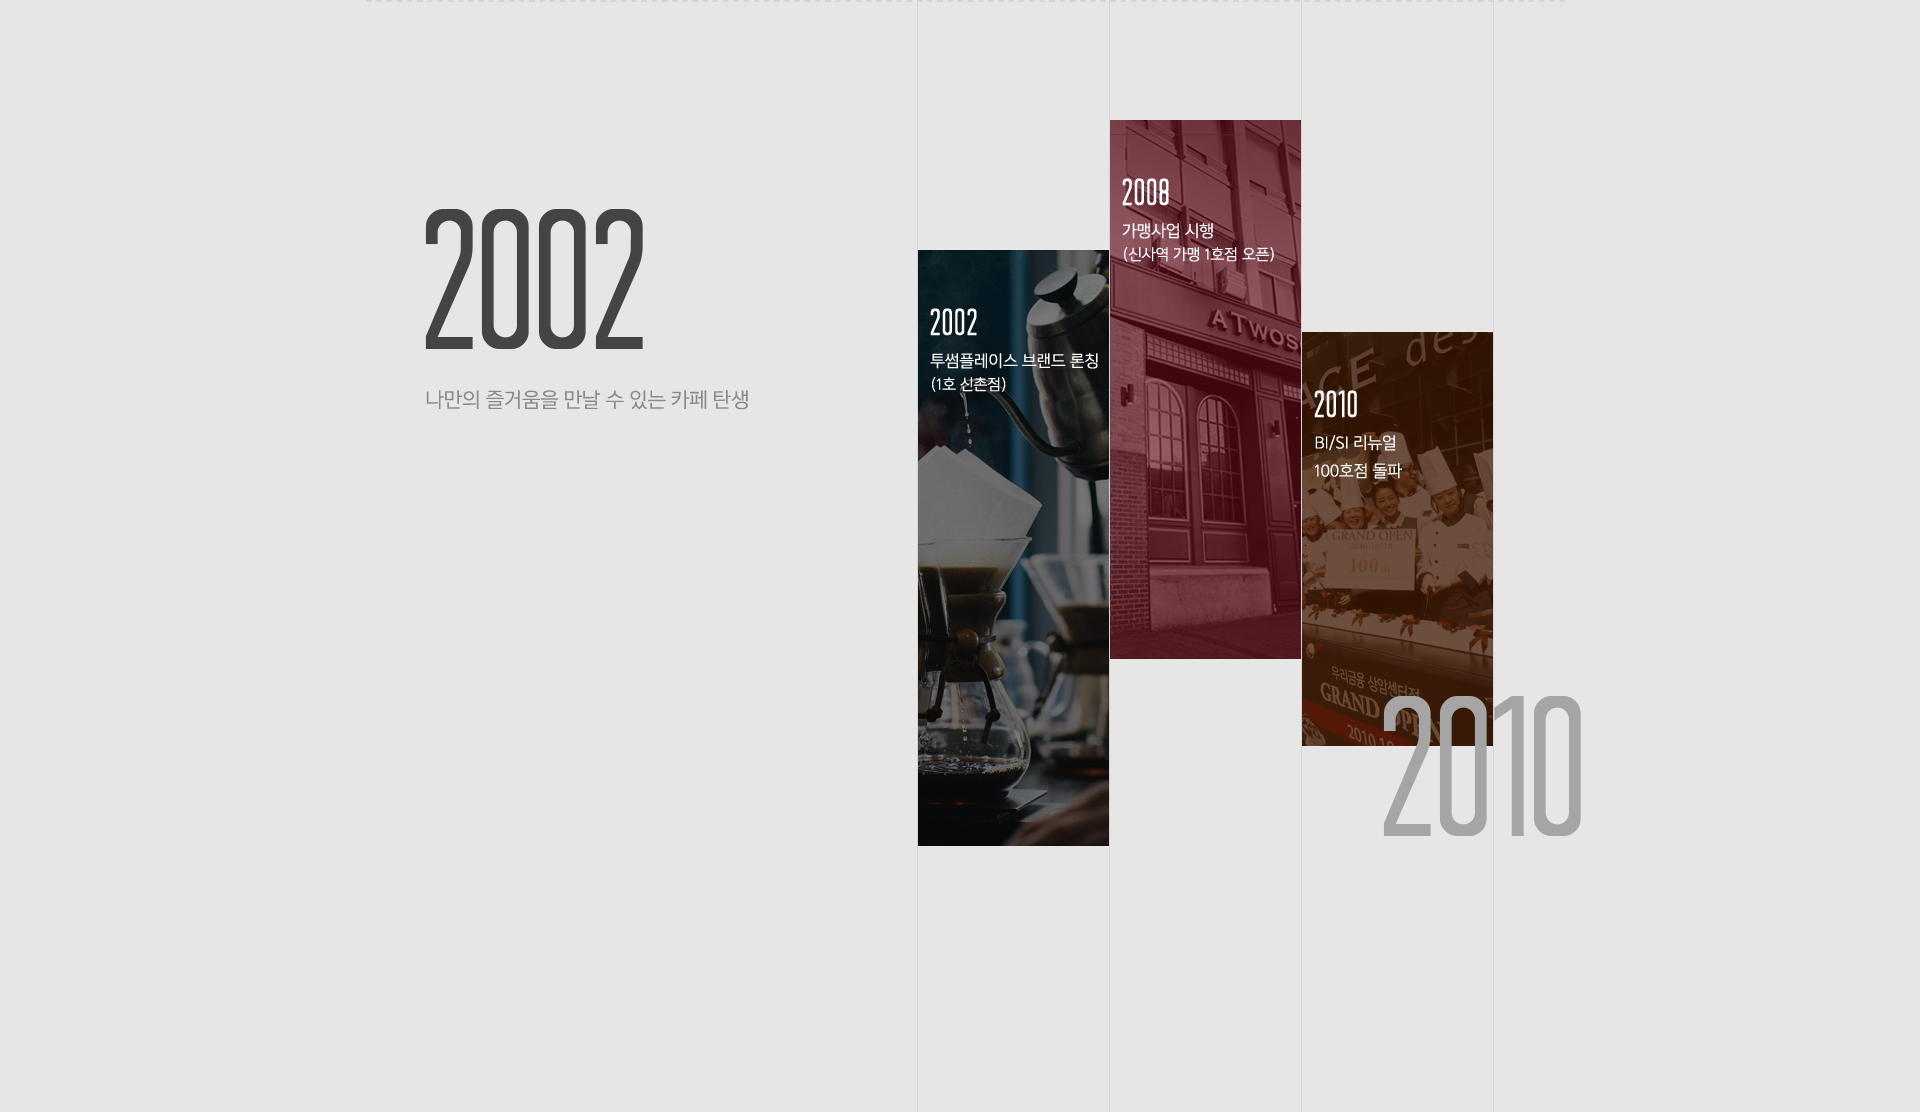 2002
나만의 즐거움을 만날 수 있는 카페 탄생
2002
투썸플레이스 브랜드 론칭
(1호 신촌점)
2008
가맹사업 시행
(신사역 가맹 1호점 오픈)
A TWOS
2010
BI/SI 리뉴얼
100호점 돌파
GRAND OPEN
100
우리금융 상암센터점
GRAND OPEN
2010.10
2010